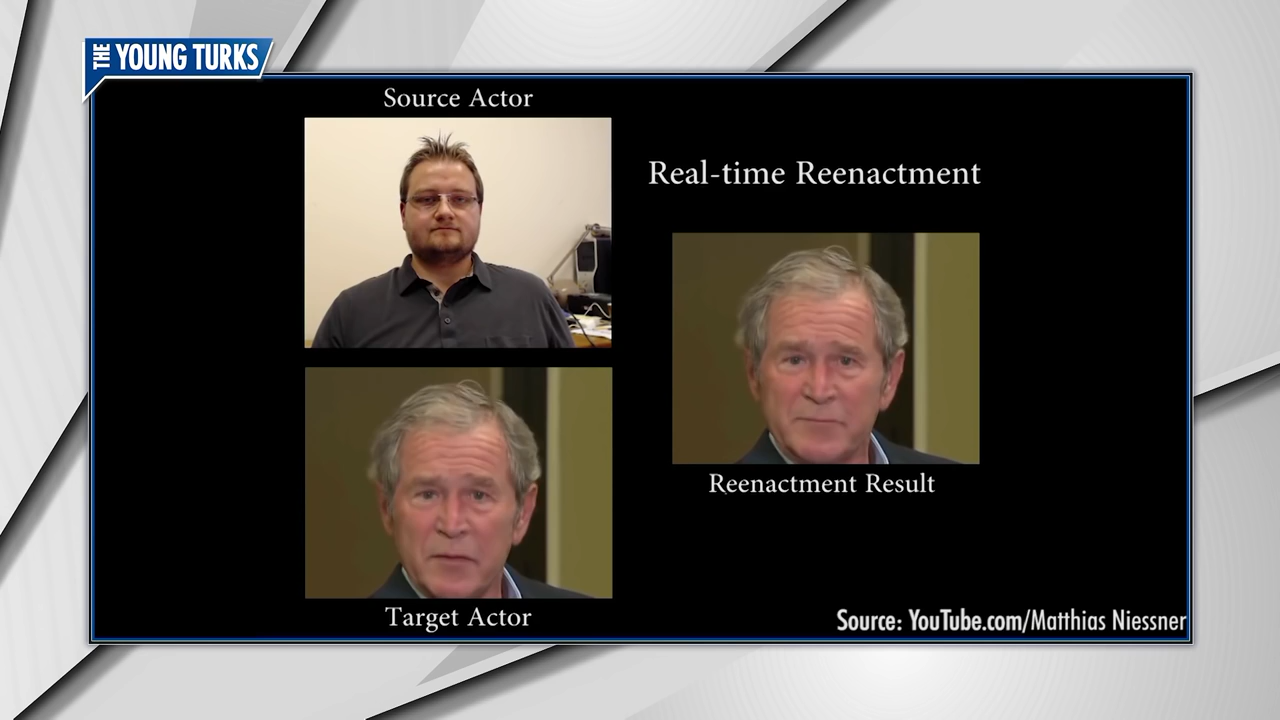 THE YOUNG TURKS
Source Actor
Real-time Reenactment
Reenactment Result
Target Actor
Source: YouTube.com/Matthias Niessner